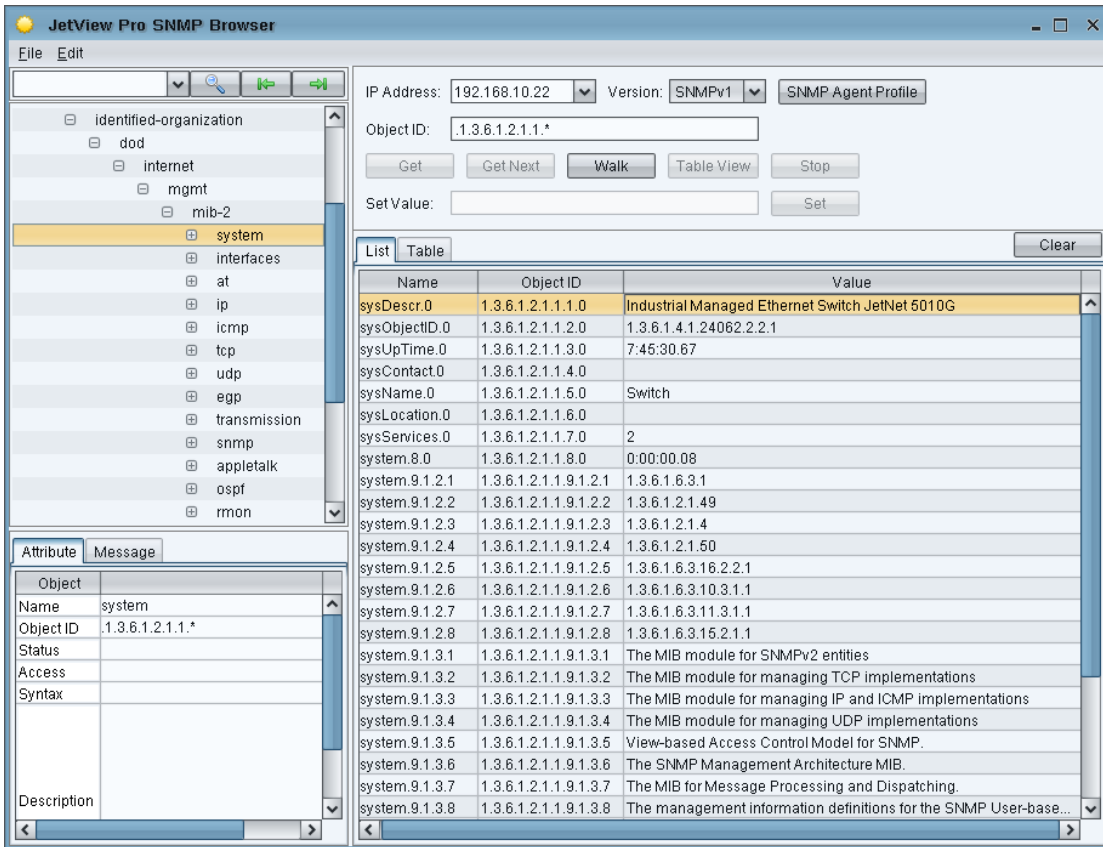 JetView Pro SNMP Browser
File Edit
identified-organization
dod
internet
mgmt
mib-2
system
interfaces
at
ip
icmp
tcp
udp
egp
transmission
snmp
appletalk
ospf
rmon
Attribute Message
Object
Name system
Object ID .1.3.6.1.2.1.1.*
Status
Access
Syntax
Description
IP Address: 192.168.10.22 Version: SNMPv1 SNMP Agent Profile
Object ID: .1.3.6.1.2.1.1.*
Get Get Next Walk Table View Stop
Set Value: Set
List Table Clear
Name Object ID Value
sysDescr.0 1.3.6.1.2.1.1.1.0 Industrial Managed Ethernet Switch JetNet 5010G
sysObjectID.0 1.3.6.1.2.1.1.2.0 1.3.6.1.4.1.24062.2.2.1
sysUpTime.0 1.3.6.1.2.1.1.3.0 7:45:30.67
sysContact.0 1.3.6.1.2.1.1.4.0
sysName.0 1.3.6.1.2.1.1.5.0 Switch
sysLocation.0 1.3.6.1.2.1.1.6.0
sysServices.0 1.3.6.1.2.1.1.7.0 2
system.8.0 1.3.6.1.2.1.1.8.0 0:00:00.08
system.9.1.2.1 1.3.6.1.2.1.1.9.1.2.1 1.3.6.1.6.3.1
system.9.1.2.2 1.3.6.1.2.1.1.9.1.2.2 1.3.6.1.2.1.49
system.9.1.2.3 1.3.6.1.2.1.1.9.1.2.3 1.3.6.1.2.1.4
system.9.1.2.4 1.3.6.1.2.1.1.9.1.2.4 1.3.6.1.2.1.50
system.9.1.2.5 1.3.6.1.2.1.1.9.1.2.5 1.3.6.1.6.3.16.2.2.1
system.9.1.2.6 1.3.6.1.2.1.1.9.1.2.6 1.3.6.1.6.3.10.3.1.1
system.9.1.2.7 1.3.6.1.2.1.1.9.1.2.7 1.3.6.1.6.3.11.3.1.1
system.9.1.2.8 1.3.6.1.2.1.1.9.1.2.8 1.3.6.1.6.3.15.2.1.1
system.9.1.3.1 1.3.6.1.2.1.1.9.1.3.1 The MIB module for SNMPv2 entities
system.9.1.3.2 1.3.6.1.2.1.1.9.1.3.2 The MIB module for managing TCP implementations
system.9.1.3.3 1.3.6.1.2.1.1.9.1.3.3 The MIB module for managing IP and ICMP implementations
system.9.1.3.4 1.3.6.1.2.1.1.9.1.3.4 The MIB module for managing UDP implementations
system.9.1.3.5 1.3.6.1.2.1.1.9.1.3.5 View-based Access Control Model for SNMP.
system.9.1.3.6 1.3.6.1.2.1.1.9.1.3.6 The SNMP Management Architecture MIB.
system.9.1.3.7 1.3.6.1.2.1.1.9.1.3.7 The MIB for Message Processing and Dispatching.
system.9.1.3.8 1.3.6.1.2.1.1.9.1.3.8 The management information definitions for the SNMP User-base...